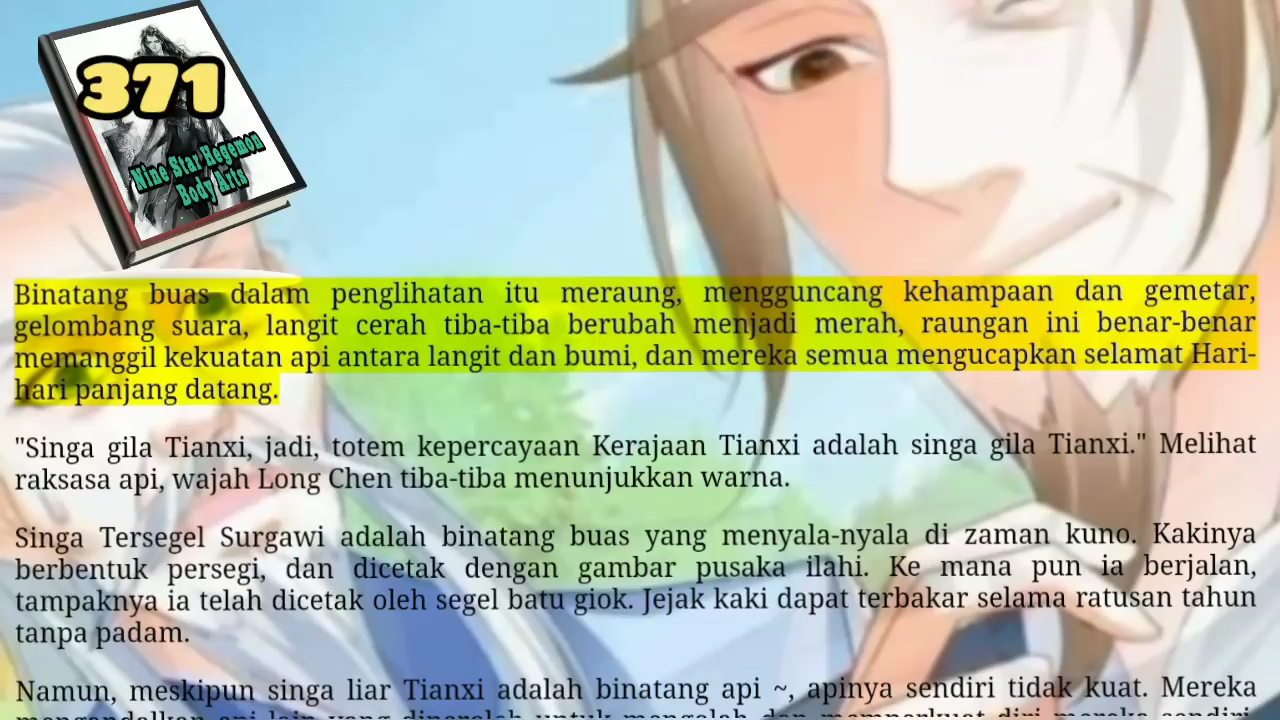 371
Nine Star Hegemon
Body Arts
Binatang buas dalam penglihatan itu meraung, mengguncang kehampaan dan gemetar,
gelombang suara, langit cerah tiba-tiba berubah menjadi merah, raungan ini benar-benar
memanggil kekuatan api antara langit dan bumi, dan mereka semua mengucapkan selamat Hari-
hari panjang datang.
"Singa gila Tianxi, jadi, totem kepercayaan Kerajaan Tianxi adalah singa gila Tianxi." Melihat
raksasa api, wajah Long Chen tiba-tiba menunjukkan warna.
Singa Tersegel Surgawi adalah binatang buas yang menyala-nyala di zaman kuno. Kakinya
berbentuk persegi, dan dicetak dengan gambar pusaka ilahi. Ke mana pun ia berjalan,
tampaknya ia telah dicetak oleh segel batu giok. Jejak kaki dapat terbakar selama ratusan tahun
tanpa padam.
Namun, meskipun singa liar Tianxi adalah binatang api ~, apinya sendiri tidak kuat. Mereka